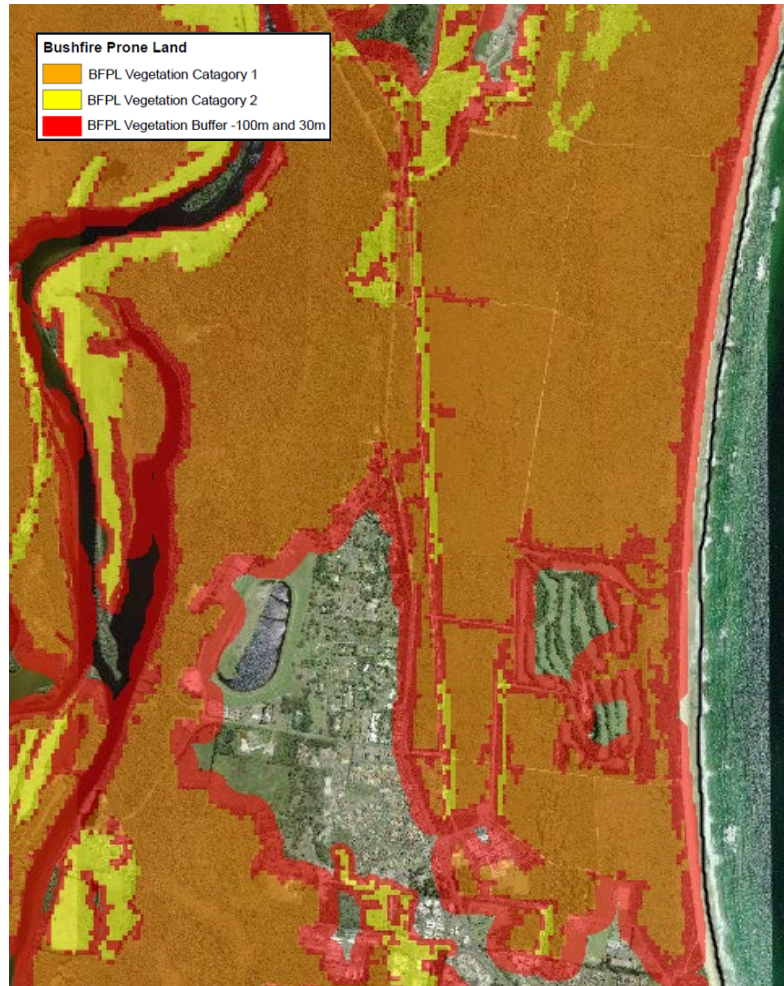 Bushfire Prone Land
BFPL Vegetation Catagory 1
BFPL Vegetation Catagory 2
BFPL Vegetation Buffer -100m and 30m